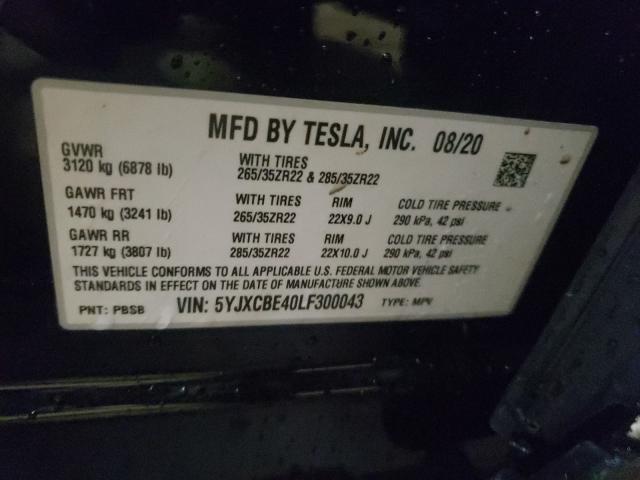 MFD BY TESLA, INC. 08/20
GVWR
3120 kg (6878 lb)
WITH TIRES
265/35ZR22 & 285/35ZR22
GAWR FRT
1470 kg (3241 lb)
WITH TIRES
265/35ZR22
RIM
22X9.0 J
COLD TIRE PRESSURE
290 kPa, 42 psi
GAWR RR
1727 kg (3807 lb)
WITH TIRES
285/35ZR22
RIM
22X10.0 J
COLD TIRE PRESSURE
290 kPa, 42 psi
THIS VEHICLE CONFORMS TO ALL APPLICABLE U.S. FEDERAL MOTOR VEHICLE SAFETY
STANDARDS IN EFFECT ON THE DATE OF MANUFACTURE SHOWN ABOVE.
PNT: PBSB VIN: 5YJXCBE40LF300043 TYPE: MPV